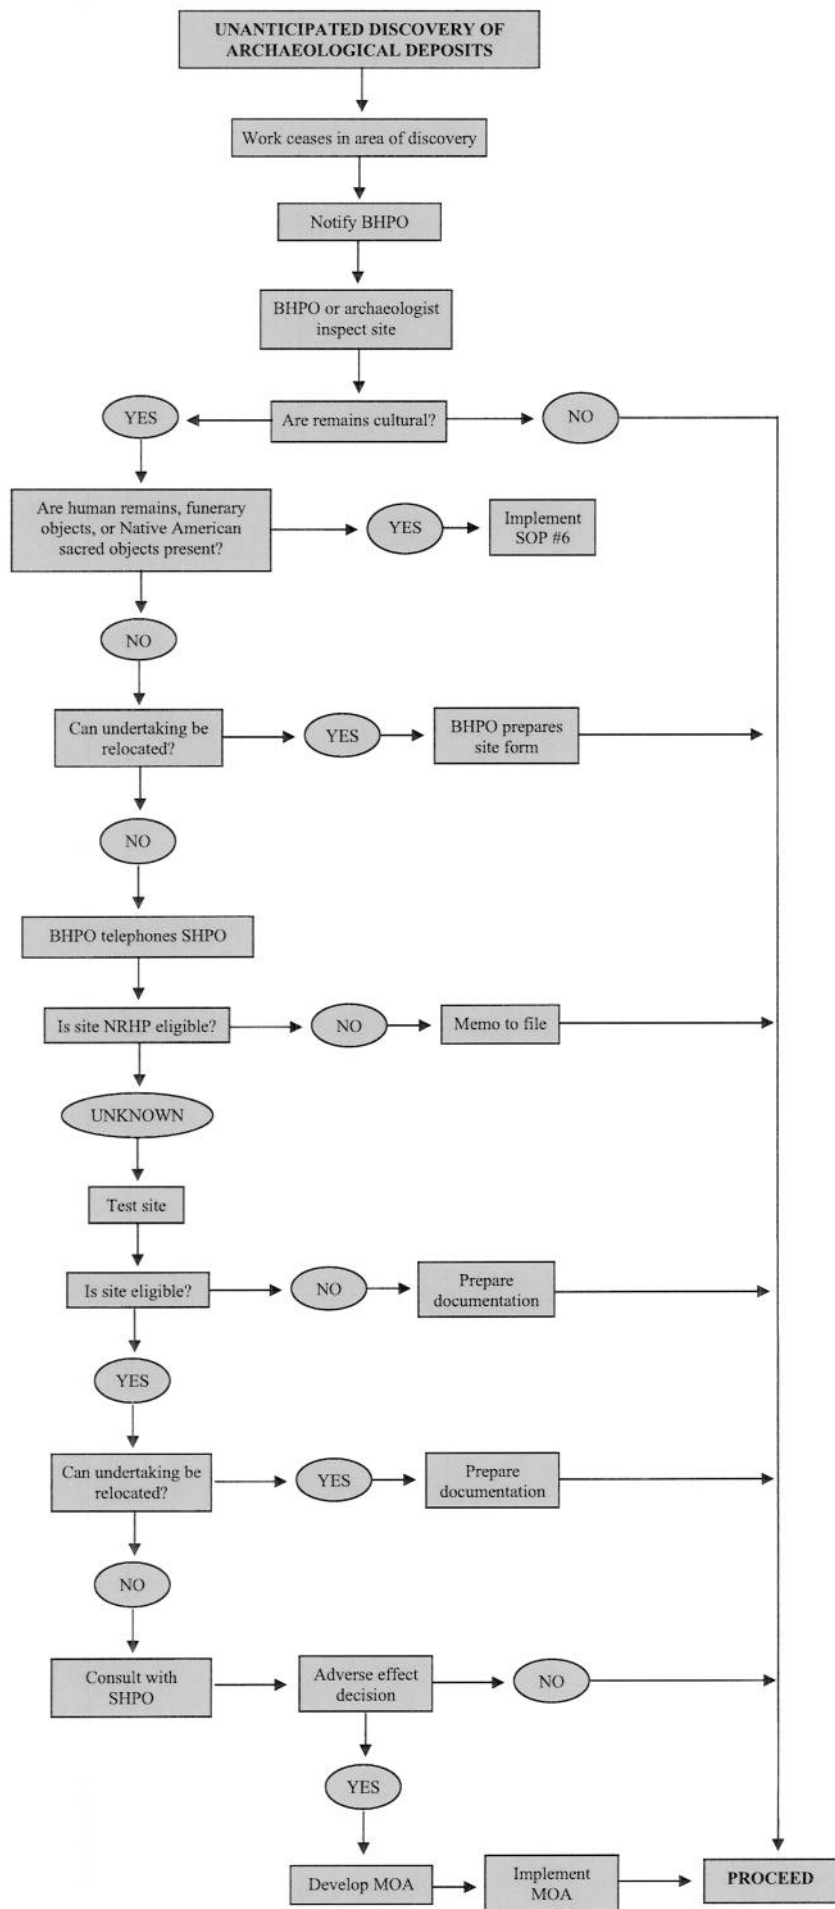 UNANTICIPATED DISCOVERY OF
ARCHAEOLOGICAL DEPOSITS
Work ceases in area of discovery
Notify BHPO
BHPO or archaeologist
inspect site
YES
Are remains cultural?
NO
Are human remains, funerary
objects, or Native American
sacred objects present?
YES
Implement
SOP #6
NO
Can undertaking be
relocated?
YES
BHPO prepares
site form
NO
BHPO telephones SHPO
Is site NRHP eligible?
NO
Memo to file
UNKNOWN
Test site
Is site eligible?
NO
Prepare
documentation
YES
Can undertaking be
relocated?
YES
Prepare
documentation
NO
Consult with
SHPO
Adverse effect
decision
NO
YES
Develop MOA
Implement
MOA
PROCEED